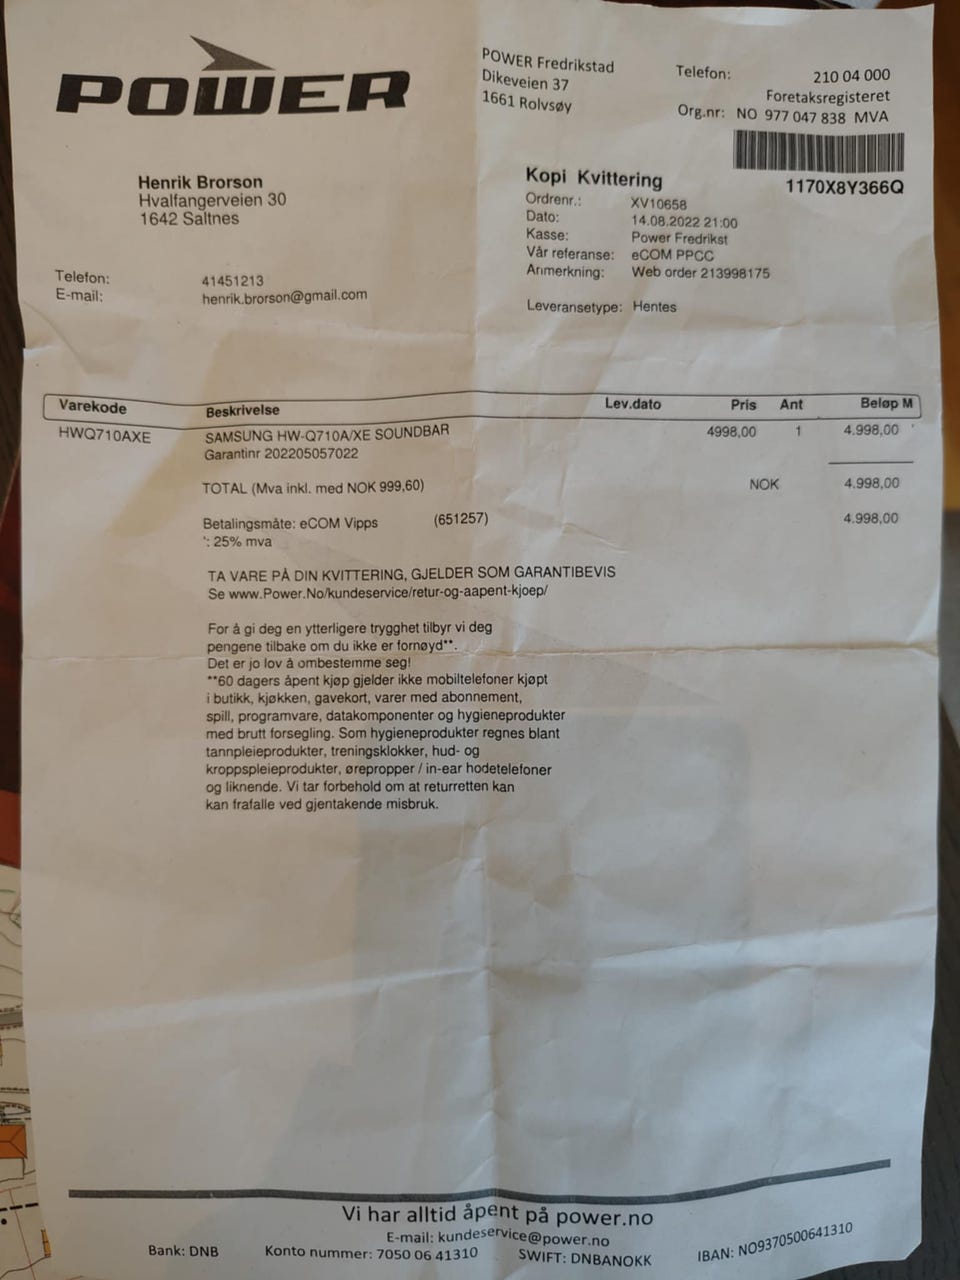 POWER
POWER Fredrikstad
Dikeveien 37
1661 Rolvsøy
Telefon: 210 04 000
Foretaksregisteret
Org.nr: NO 977 047 838 MVA
1170X8Y366Q
Henrik Brorson
Hvalfangerveien 30
1642 Saltnes
Telefon: 41451213
E-mail: henrik.brorson@gmail.com
Kopi Kvittering
Ordrenr.: XV10658
Dato: 14.08.2022 21:00
Kasse: Power Fredrikst
Vår referanse: eCOM PPCC
Anmerkning: Web order 213998175
Leveransetype: Hentes
Varekode Beskrivelse Lev.dato Pris Ant Beløp M
HWQ710AXE SAMSUNG HW-Q710A/XE SOUNDBAR 4998,00 1 4.998,00 '
Garantinr 202205057022
TOTAL (Mva inkl. med NOK 999,60) NOK 4.998,00
Betalingsmåte: eCOM Vipps (651257) 4.998,00
': 25% mva
TA VARE PÅ DIN KVITTERING, GJELDER SOM GARANTIBEVIS
Se www.Power.No/kundeservice/retur-og-aapent-kjoep/
For å gi deg en ytterligere trygghet tilbyr vi deg
pengene tilbake om du ikke er fornøyd**.
Det er jo lov å ombestemme seg!
**60 dagers åpent kjøp gjelder ikke mobiltelefoner kjøpt
i butikk, kjøkken, gavekort, varer med abonnement,
spill, programvare, datakomponenter og hygieneprodukter
med brutt forsegling. Som hygieneprodukter regnes blant
tannpleieprodukter, treningsklokker, hud- og
kroppspleieprodukter, ørepropper / in-ear hodetelefoner
og liknende. Vi tar forbehold om at returretten kan
kan frafalle ved gjentakende misbruk.
Vi har alltid åpent på power.no
E-mail: kundeservice@power.no
Bank: DNB Konto nummer: 7050 06 41310 SWIFT: DNBANOKK IBAN: NO9370500641310